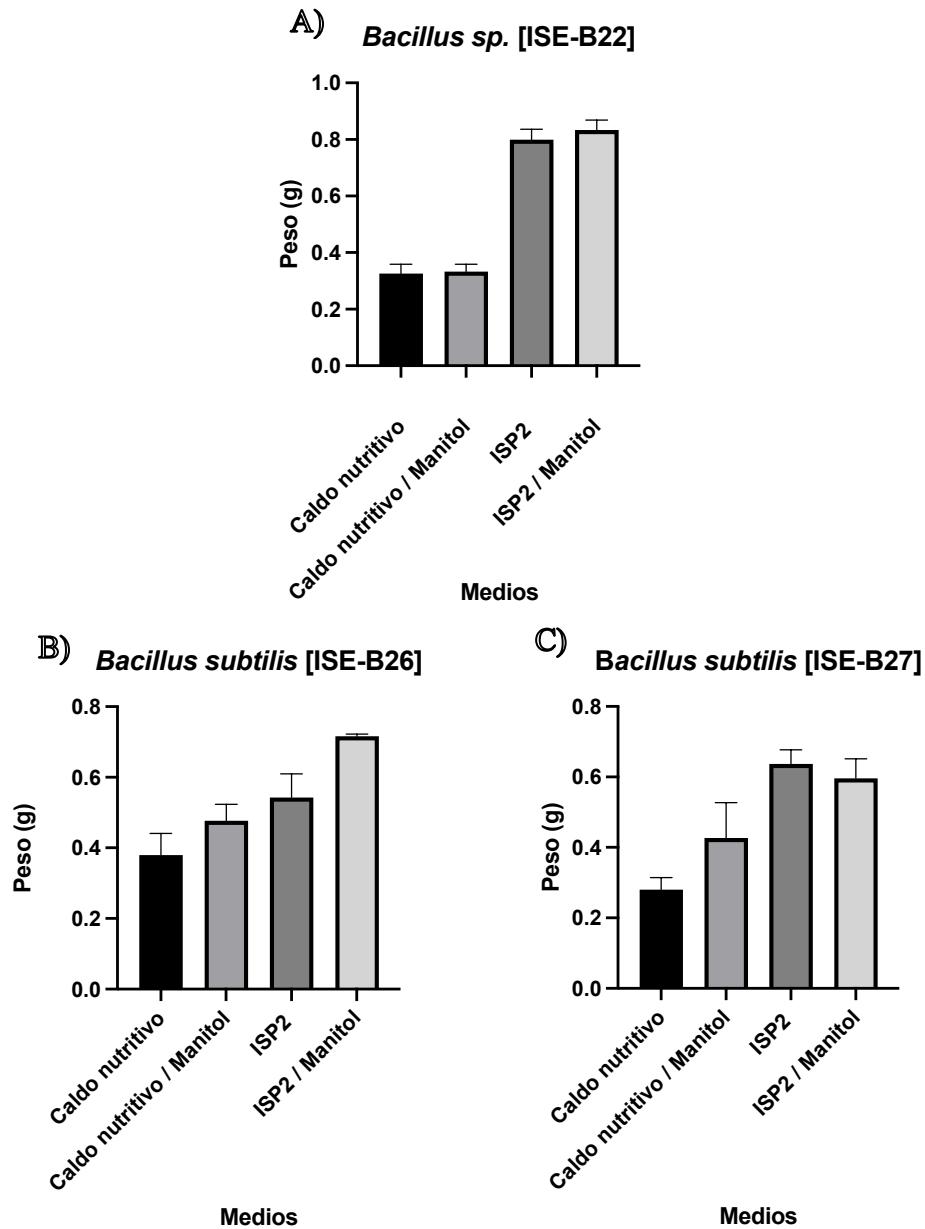 A)
Bacillus sp. [ISE-B22]
Peso (g)
1.0
0.8
0.6
0.4
0.2
0.0
Caldo nutritivo
Caldo nutritivo / Manitol
ISP2
ISP2 / Manitol
Medios
B)
Bacillus subtilis [ISE-B26]
Peso (g)
0.8
0.6
0.4
0.2
0.0
Caldo nutritivo
Caldo nutritivo / Manitol
ISP2
ISP2 / Manitol
Medios
C)
Bacillus subtilis [ISE-B27]
Peso (g)
0.8
0.6
0.4
0.2
0.0
Caldo nutritivo
Caldo nutritivo / Manitol
ISP2
ISP2 / Manitol
Medios